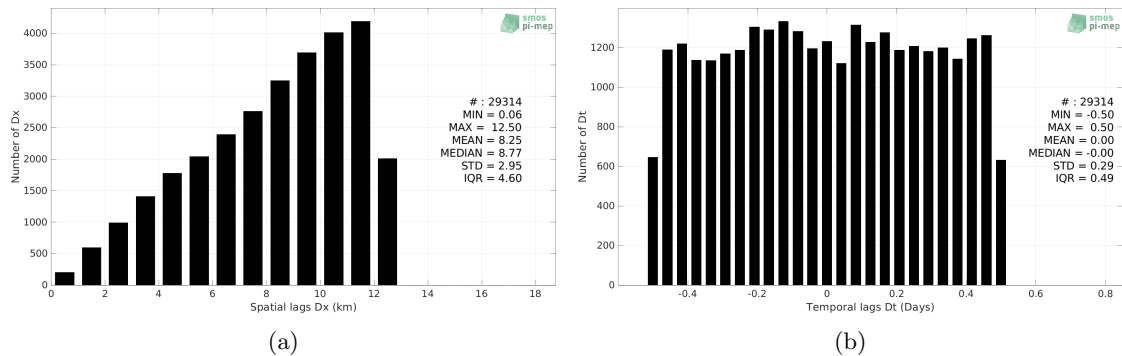 smos
pi-mep
4000
3500
3000
2500
2000
1500
1000
500
0
Number of Dx
# : 29314
MIN = 0.06
MAX = 12.50
MEAN = 8.25
MEDIAN = 8.77
STD = 2.95
IQR = 4.60
0 2 4 6 8 10 12 14 16 18
Spatial lags Dx (km)
(a)
smos
pi-mep
1200
1000
800
600
400
200
0
Number of Dt
# : 29314
MIN = -0.50
MAX = 0.50
MEAN = 0.00
MEDIAN = -0.00
STD = 0.29
IQR = 0.49
-0.4 -0.2 0 0.2 0.4 0.6 0.8
Temporal lags Dt (Days)
(b)